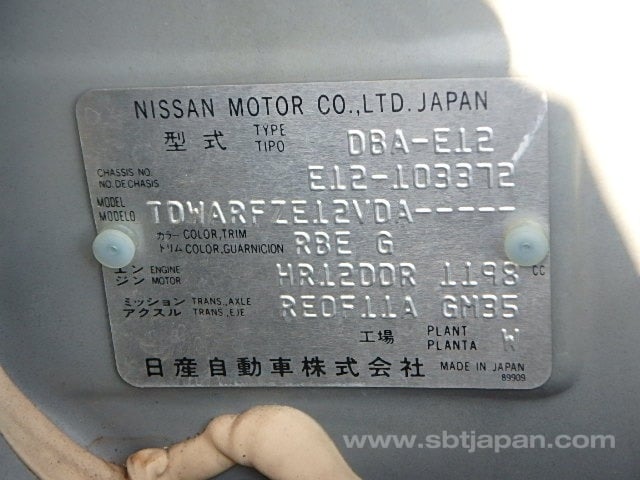 NISSAN MOTOR CO.,LTD. JAPAN
型式 TYPE TIPO DBA-E12
CHASSIS NO. NO. DE CHASIS E12-103372
MODEL MODELO TDWARFZE12VDA-----
カラー COLOR, TRIM トリム COLOR, GUARNICION RBE G
エンジン ENGINE MOTOR HR12DDR 1198 CC
ミッション TRANS., AXLE アクスル TRANS., EJE RE0F11A GM35
工場 PLANT PLANTA W
日産自動車株式会社 MADE IN JAPAN
89909
www.sbtjapan.com